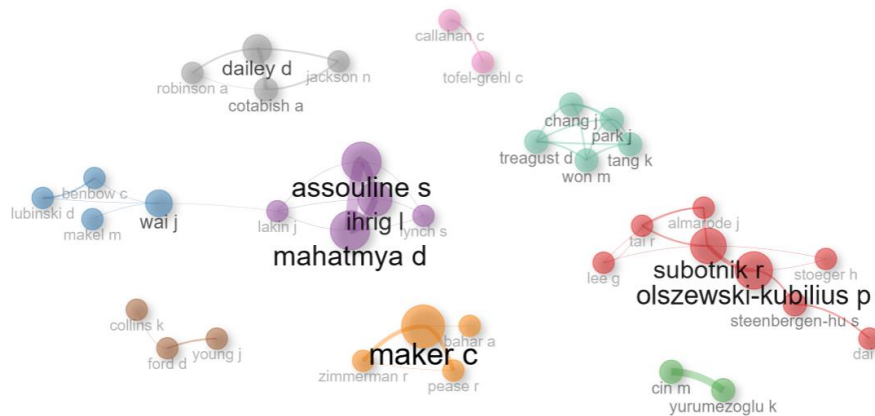 callahan c
dailey d
robinson a
jackson n
tofel-grehl c
cotabish a
chang j
park j
treagust d
tang k
won m
assouline s
benbow c
lubinski d
lakin j
ihrig l
lynch s
wai j
makel m
mahatmya d
almarode j
tai r
subotnik r
lee g
stoeger h
olszewski-kubilius p
steenbergen-hu s
collins k
ford d
young j
bahar a
maker c
dai
zimmerman r
pease r
cin m
yurumezoglu k